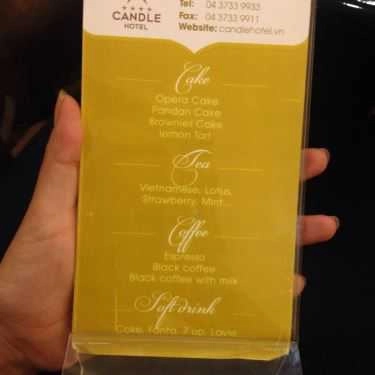 CANDLE
HOTEL
Tel: 04 3733 9933
Fax: 04 3733 9911
Website: candlehotel.vn
Cake
Opera Cake
Pandan Cake
Brownies Cake
lemon Tart
Tea
Vietnamese, Lotus,
Strawberry, Mint...
Coffee
Espresso
Black coffee
Black coffee with milk
Soft drink
Coke, Fanta, 7 up, Lavie